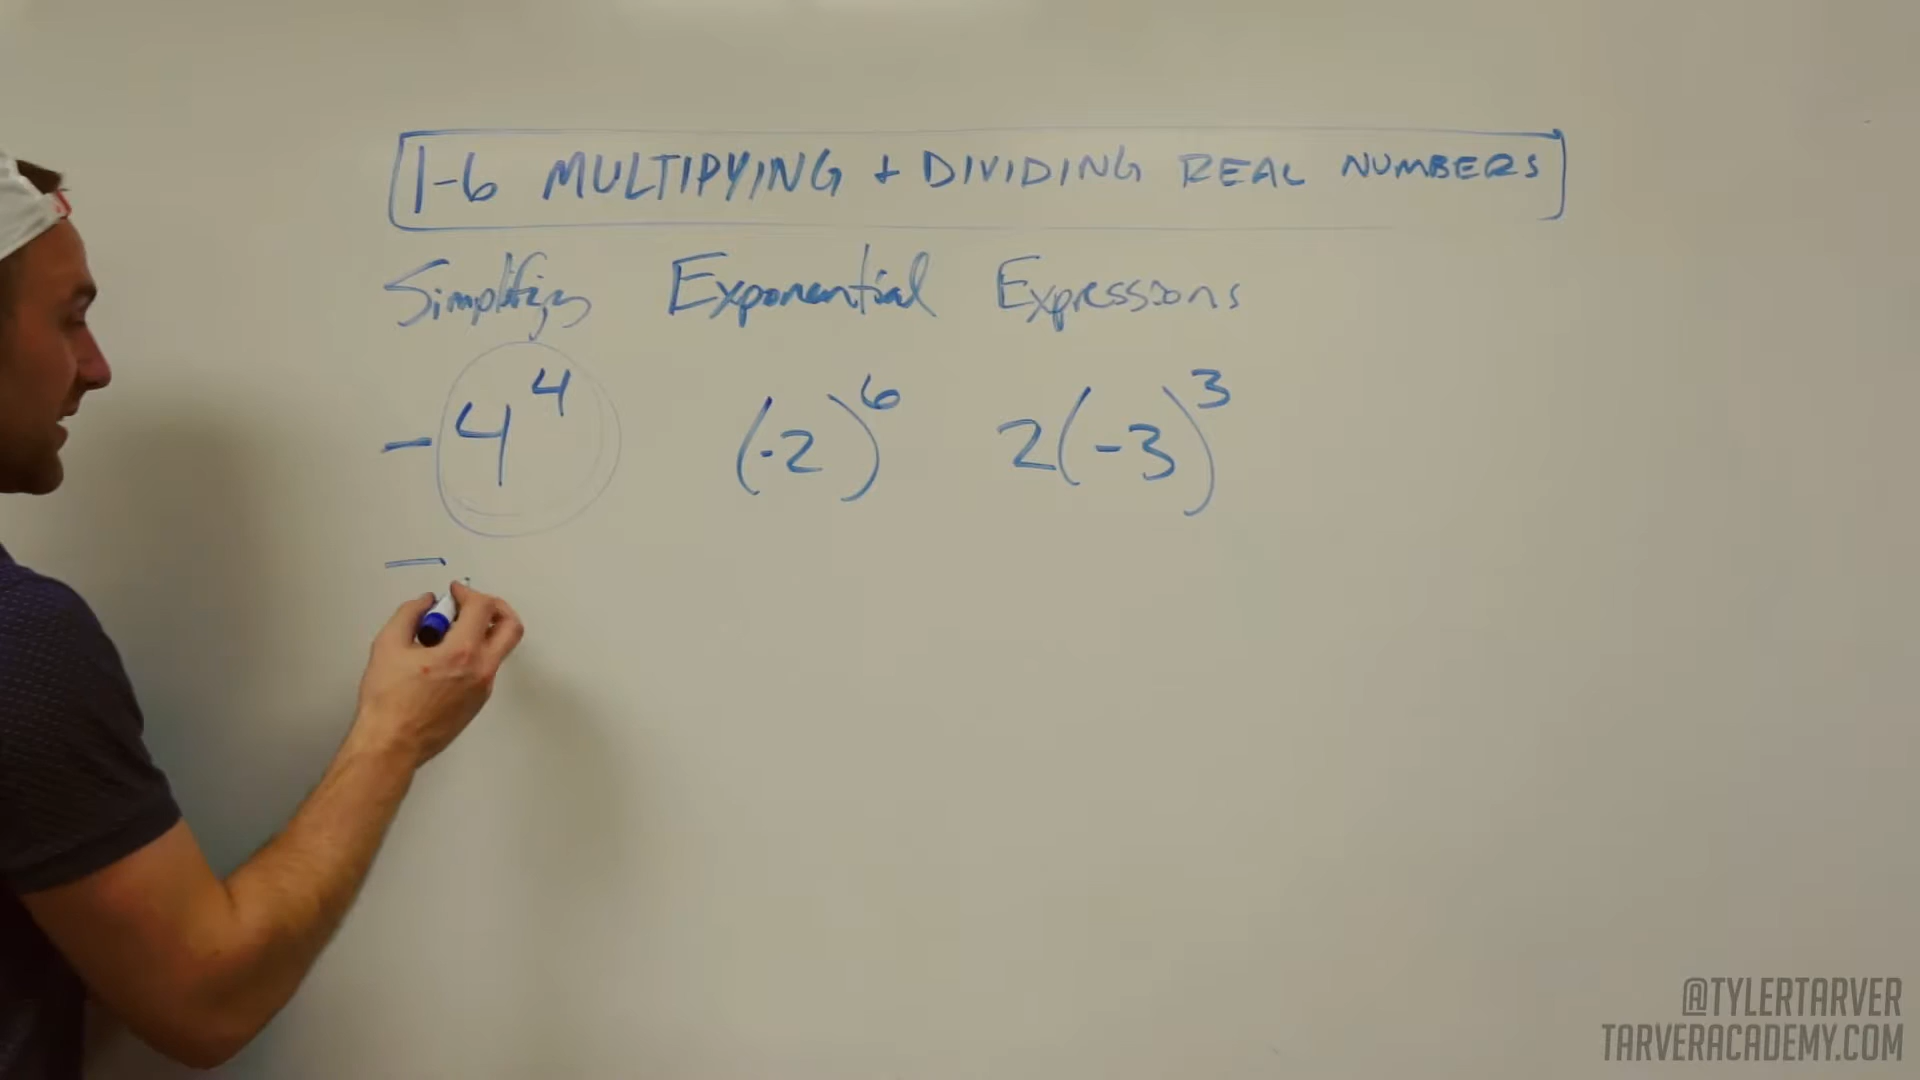 1-6 MULTIPYING + DIVIDING REAL NUMBERS
Simplify Exponential Expressions
-4⁴ (-2)⁶ 2(-3)³
-
@TYLERTARVER
TARVERACADEMY.COM